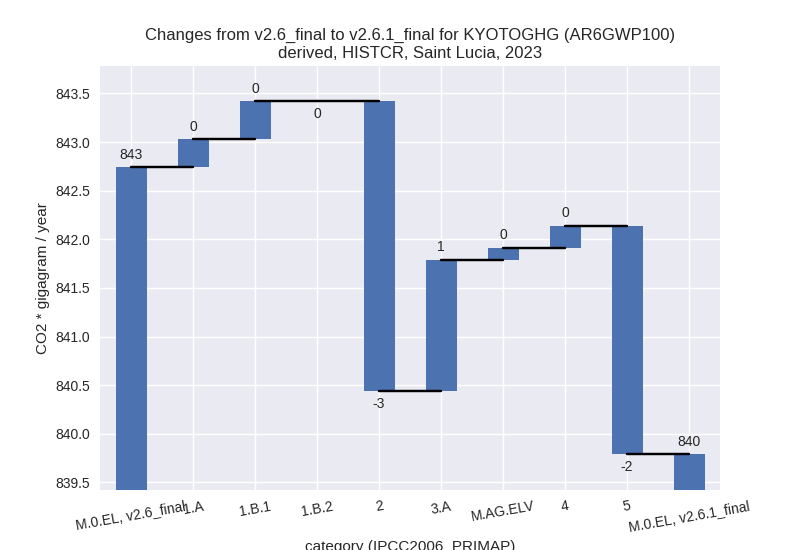 Changes from v2.6_final to v2.6.1_final for KYOTOGHG (AR6GWP100)
derived, HISTCR, Saint Lucia, 2023
CO2 * gigagram / year
843.5
843.0
842.5
842.0
841.5
841.0
840.5
840.0
839.5
843
0
0
0
-3
1
0
0
-2
840
M.0.EL, v2.6_final
1.A
1.B.1
1.B.2
2
3.A
M.AG.ELV
4
5
M.0.EL, v2.6.1_final
category (IPCC2006_PRIMAP)